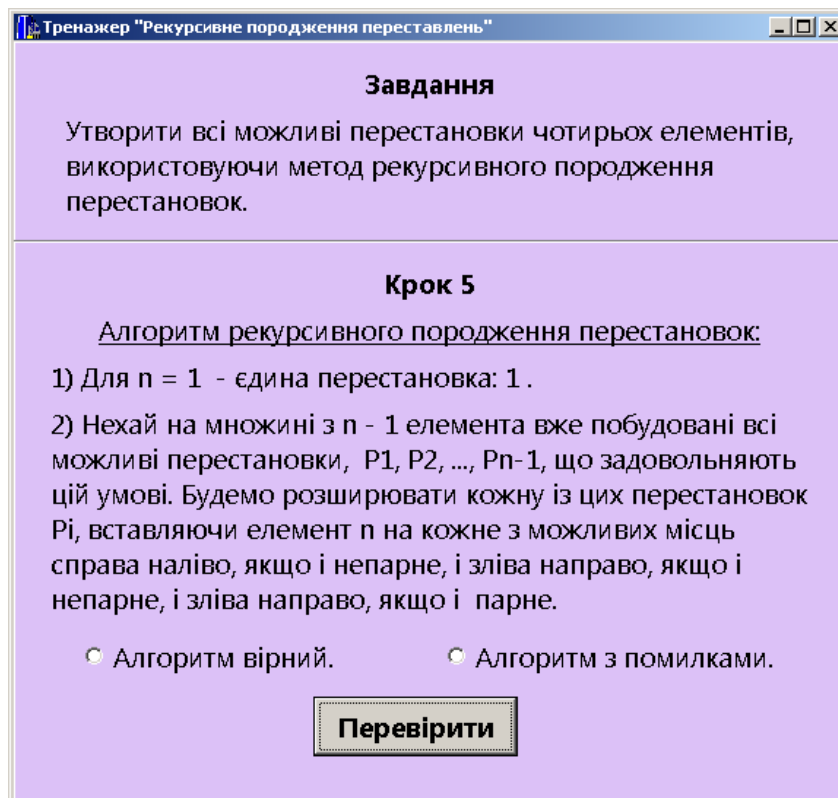 Тренажер "Рекурсивне породження переставлень"
Завдання
Утворити всі можливі перестановки чотирьох елементів,
використовуючи метод рекурсивного породження
перестановок.
Крок 5
Алгоритм рекурсивного породження перестановок:
1) Для n = 1 - єдина перестановка: 1 .
2) Нехай на множині з n - 1 елемента вже побудовані всі
можливі перестановки, P1, P2, ..., Pn-1, що задовольняють
цій умові. Будемо розширювати кожну із цих перестановок
Pi, вставляючи елемент n на кожне з можливих місць
справа наліво, якщо і непарне, і зліва направо, якщо і
непарне, і зліва направо, якщо і парне.
Алгоритм вірний. Алгоритм з помилками.
Перевірити